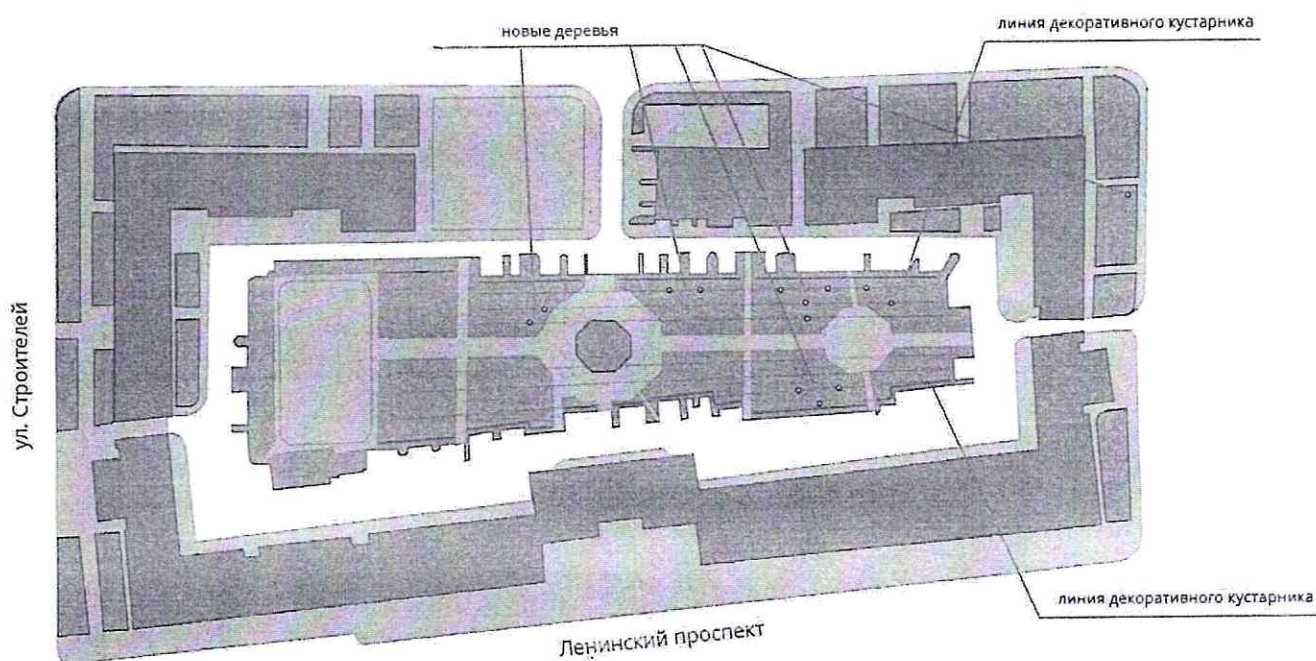 новые деревья
линия декоративного кустарника
ул. Строителей
линия декоративного кустарника
Ленинский проспект